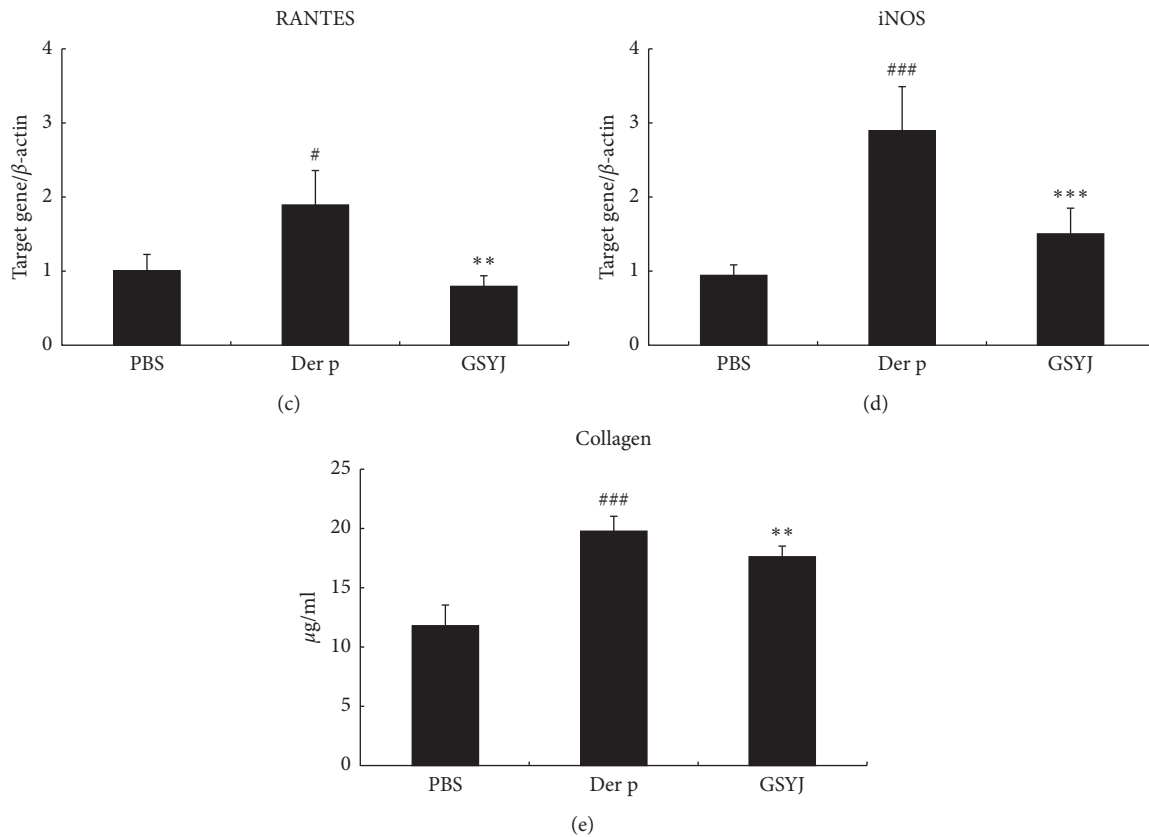 RANTES
Target gene/β-actin
4
3
2
1
0
#
**
PBS Der p GSYJ
(c)
iNOS
Target gene/β-actin
4
3
2
1
0
###
***
PBS Der p GSYJ
(d)
Collagen
μg/ml
25
20
15
10
5
0
###
**
PBS Der p GSYJ
(e)